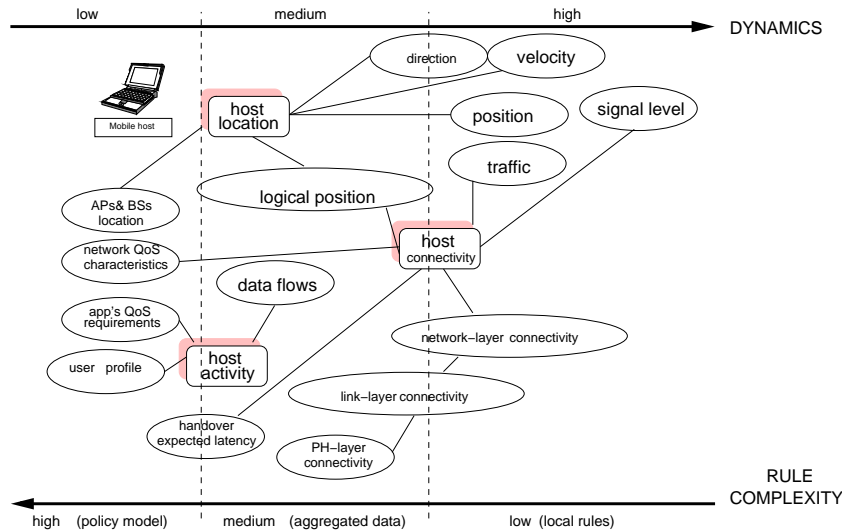 low medium high
DYNAMICS
direction
velocity
Mobile host
host
location
position
signal level
traffic
logical position
APs& BSs
location
host
connectivity
network QoS
characteristics
data flows
app's QoS
requirements
network−layer connectivity
host
activity
user profile
link−layer connectivity
handover
expected latency
PH−layer
connectivity
RULE
COMPLEXITY
high (policy model) medium (aggregated data) low (local rules)